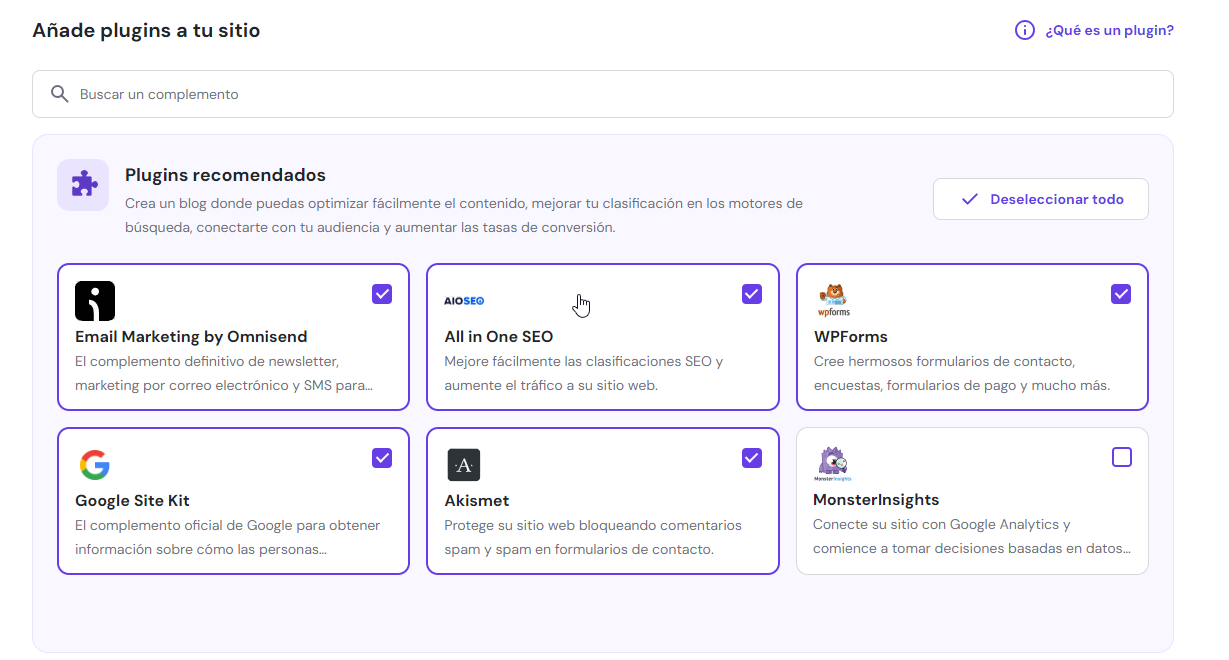 Añade plugins a tu sitio
¿Qué es un plugin?
Buscar un complemento
Plugins recomendados
Crea un blog donde puedas optimizar fácilmente el contenido, mejorar tu clasificación en los motores de
búsqueda, conectarte con tu audiencia y aumentar las tasas de conversión.
Deseleccionar todo
Email Marketing by Omnisend
El complemento definitivo de newsletter,
marketing por correo electrónico y SMS para...
AIOSEO
All in One SEO
Mejore fácilmente las clasificaciones SEO y
aumente el tráfico a su sitio web.
wpforms
WPForms
Cree hermosos formularios de contacto,
encuestas, formularios de pago y mucho más.
G
Google Site Kit
El complemento oficial de Google para obtener
información sobre cómo las personas...
·A·
Akismet
Protege su sitio web bloqueando comentarios
spam y spam en formularios de contacto.
MonsterInsights
MonsterInsights
Conecte su sitio con Google Analytics y
comience a tomar decisiones basadas en datos...